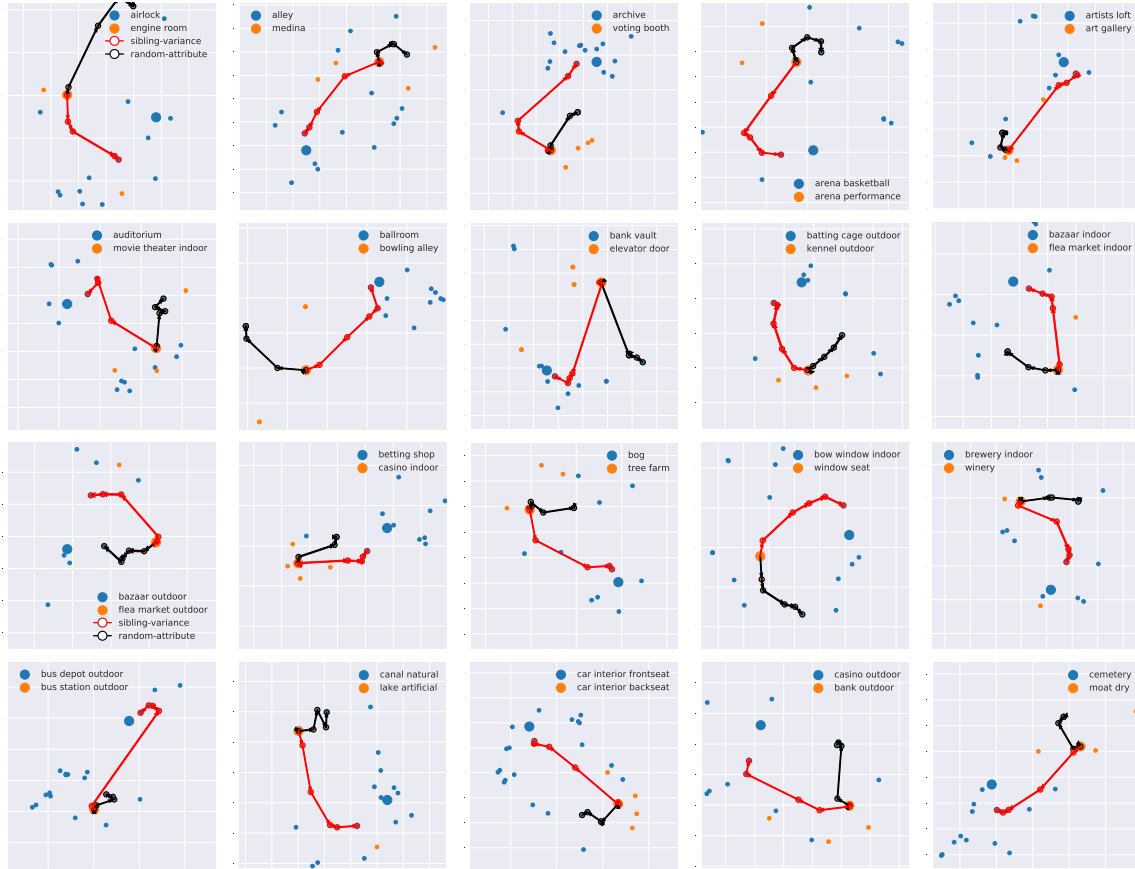 airlock
engine room
sibling-variance
random-attribute
alley
medina
archive
voting booth
arena basketball
arena performance
artists loft
art gallery
auditorium
movie theater indoor
ballroom
bowling alley
bank vault
elevator door
batting cage outdoor
kennel outdoor
bazaar indoor
flea market indoor
bazaar outdoor
flea market outdoor
sibling-variance
random-attribute
betting shop
casino indoor
bog
tree farm
bow window indoor
window seat
brewery indoor
winery
bus depot outdoor
bus station outdoor
canal natural
lake artificial
car interior frontseat
car interior backseat
casino outdoor
bank outdoor
cemetery
moat dry